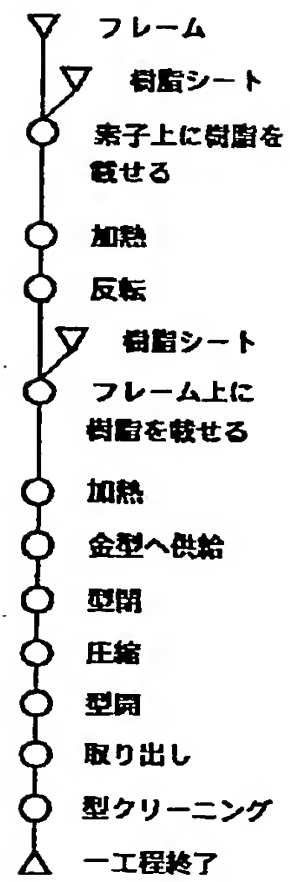 フレーム
樹脂シート
素子上に樹脂を
載せる
加熱
反転
樹脂シート
フレーム上に
樹脂を載せる
加熱
金型へ供給
型閉
圧縮
型開
取り出し
型クリーニング
一工程終了